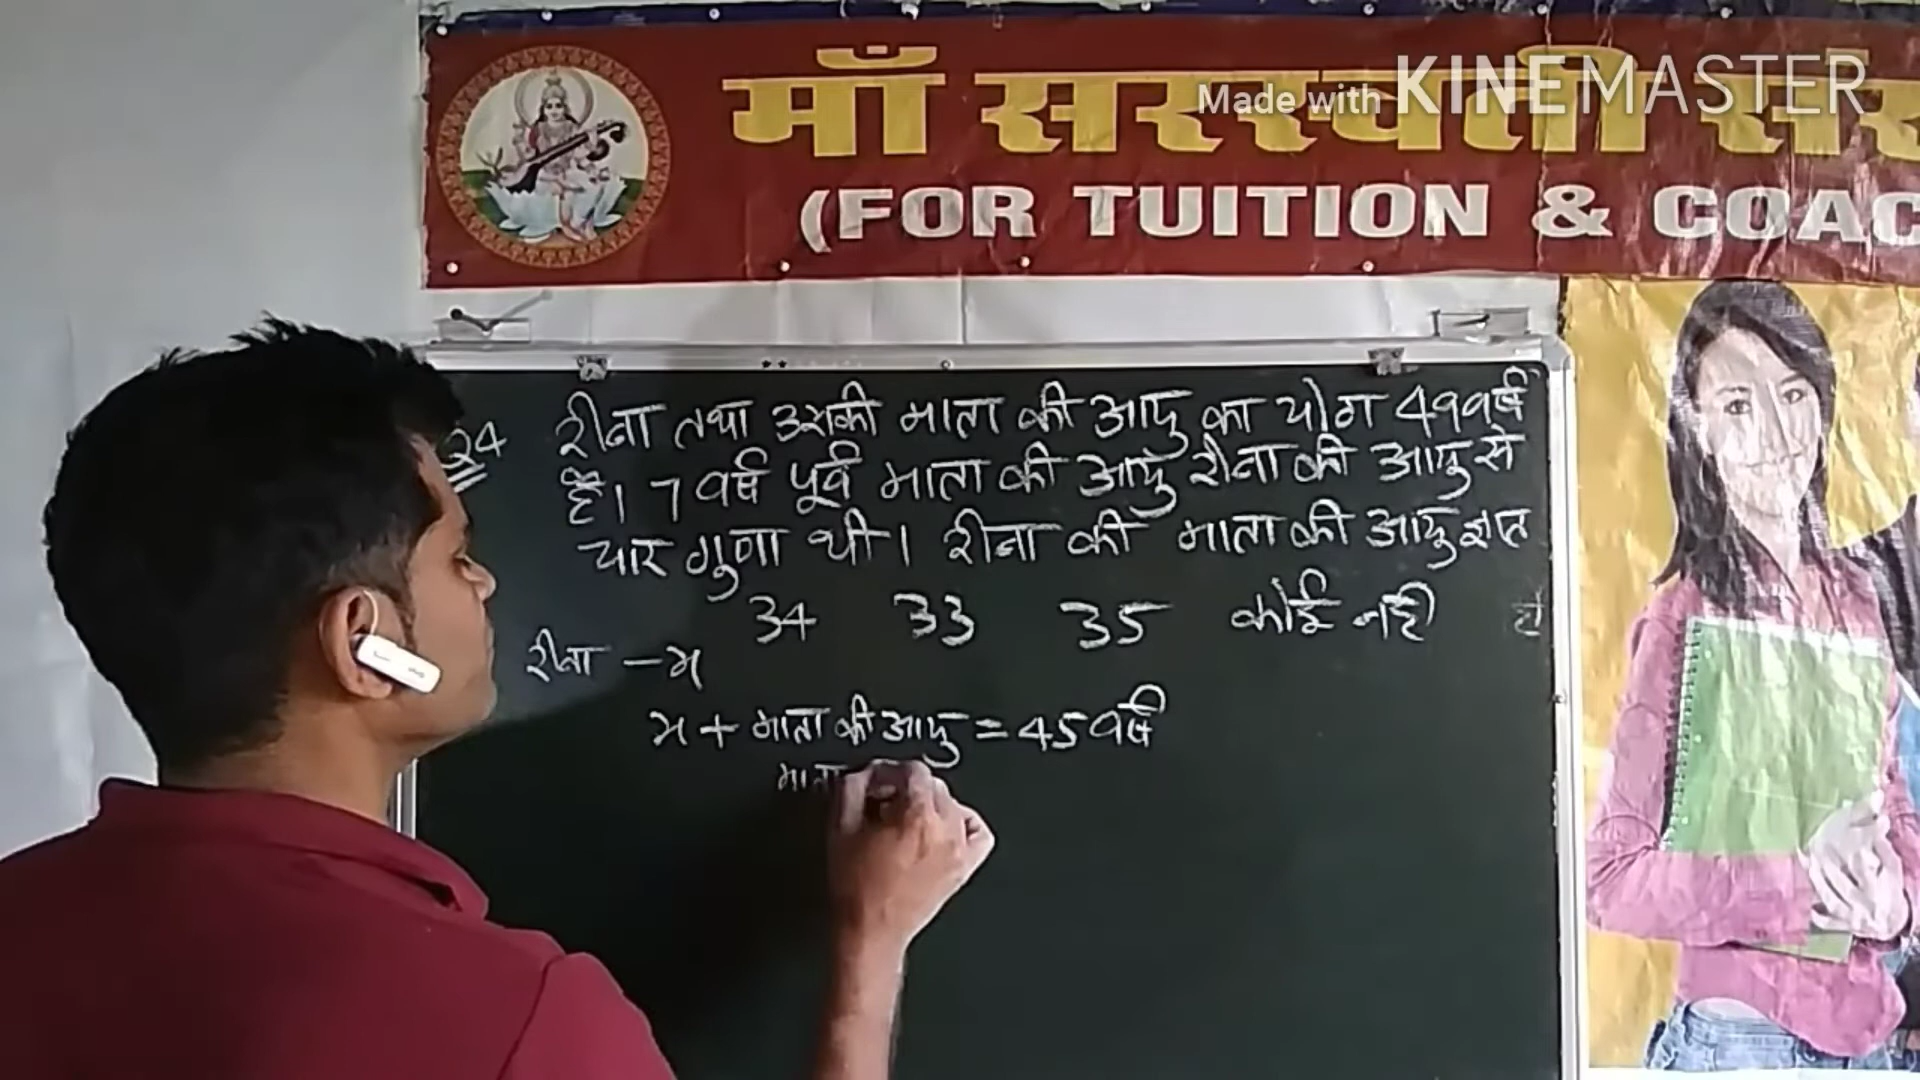 Made with KINEMASTER
माँ सरस्वती सं
(FOR TUITION & COAC
24 रीना तथा उसकी माता की आयु का योग 49 वर्ष
है। 7 वर्ष पूर्व माता की आयु रीना की आयु से
चार गुणा थी। रीना की माता की आयु ज्ञात
34 33 35 कोई नही
रीना - x
x + माता की आयु = 45 वर्ष
माता